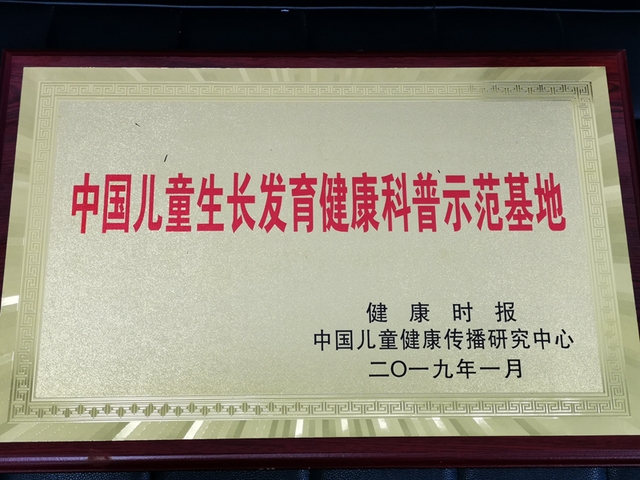 中国儿童生长发育健康科普示范基地
健康时报
中国儿童健康传播研究中心
二〇一九年一月